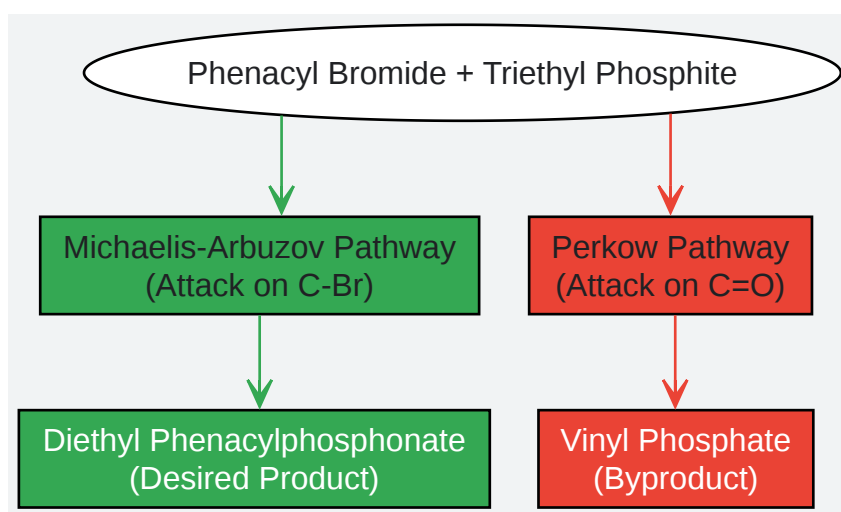 Phenacyl Bromide + Triethyl Phosphite
Michaelis-Arbuzov Pathway
(Attack on C-Br)
Perkow Pathway
(Attack on C=O)
Diethyl Phenacylphosphonate
(Desired Product)
Vinyl Phosphate
(Byproduct)